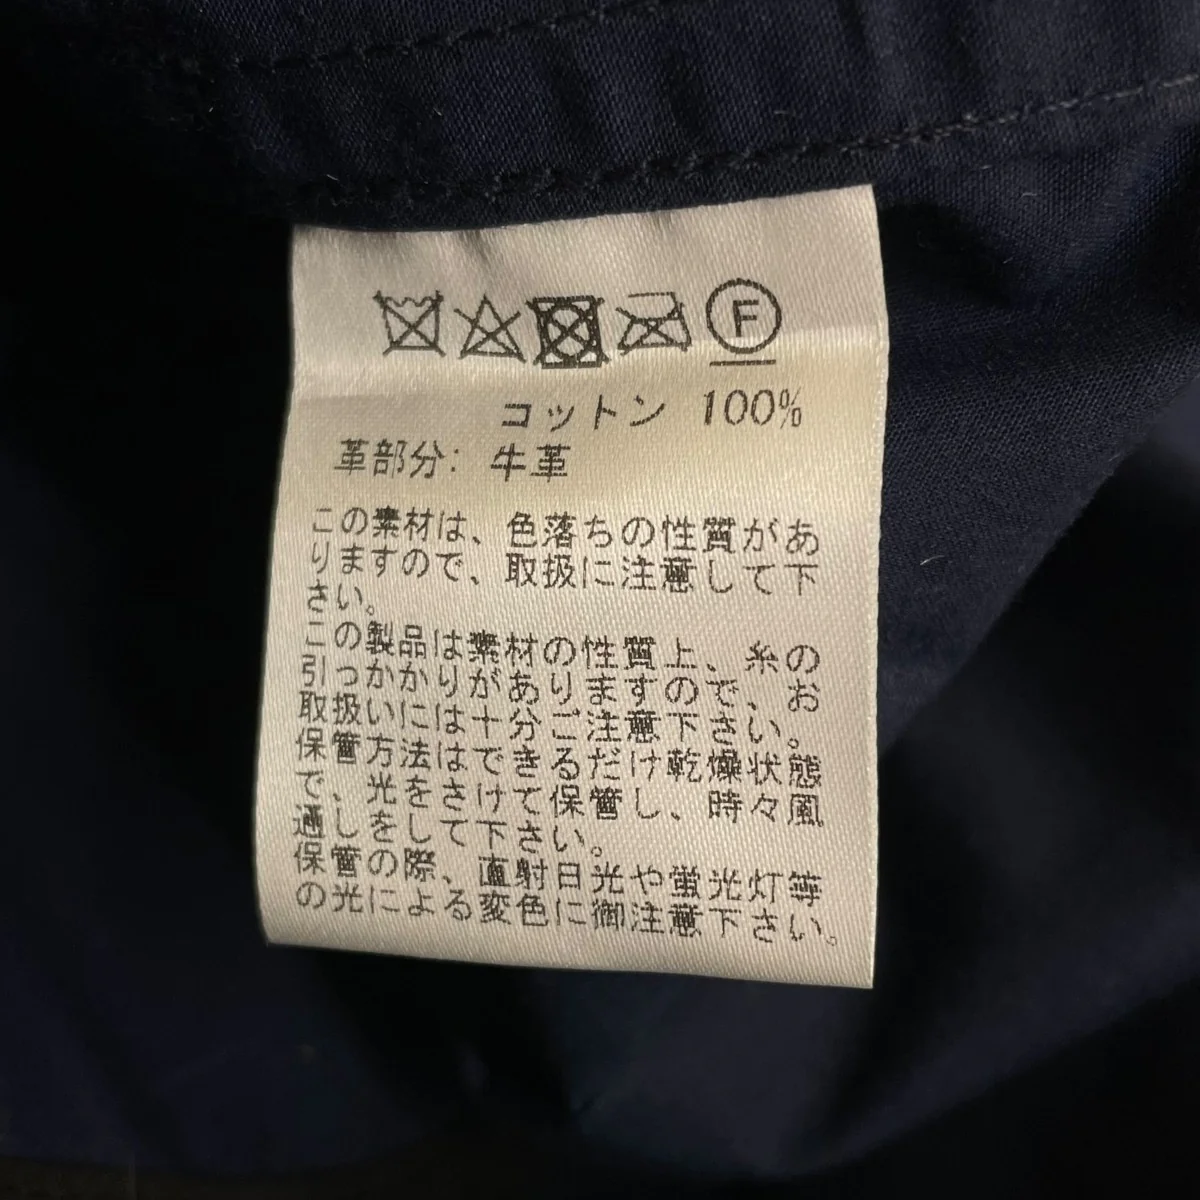 F
コットン 100%
革部分: 牛革
この素材は、色落ちの性質があ
りますので、取扱に注意して下
さい。
この製品は素材の性質上、糸の
引っかかりがありますので、お
取扱いには十分ご注意下さい。
保管方法はできるだけ乾燥状態
で、光をさけて保管し、時々風
通しをして下さい。
保管の際、直射日光や蛍光灯等
の光による変色に御注意下さい。